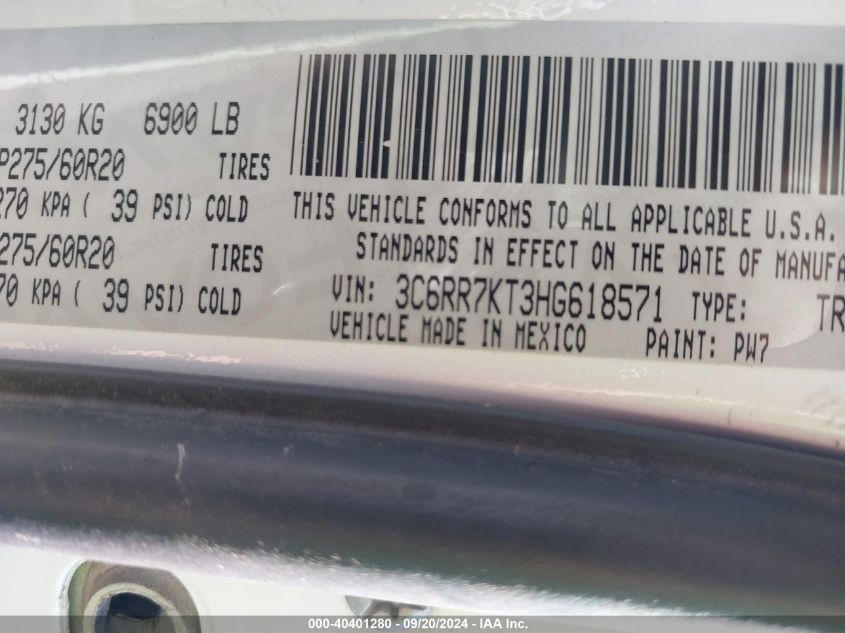 3130 KG 6900 LB
P275/60R20 TIRES
270 KPA ( 39 PSI) COLD
275/60R20 TIRES
70 KPA ( 39 PSI) COLD
THIS VEHICLE CONFORMS TO ALL APPLICABLE U.S.A.
STANDARDS IN EFFECT ON THE DATE OF MANUFA
VIN: 3C6RR7KT3HG618571 TYPE: TR
VEHICLE MADE IN MEXICO PAINT: PW7
000-40401280 - 09/20/2024 - IAA Inc.